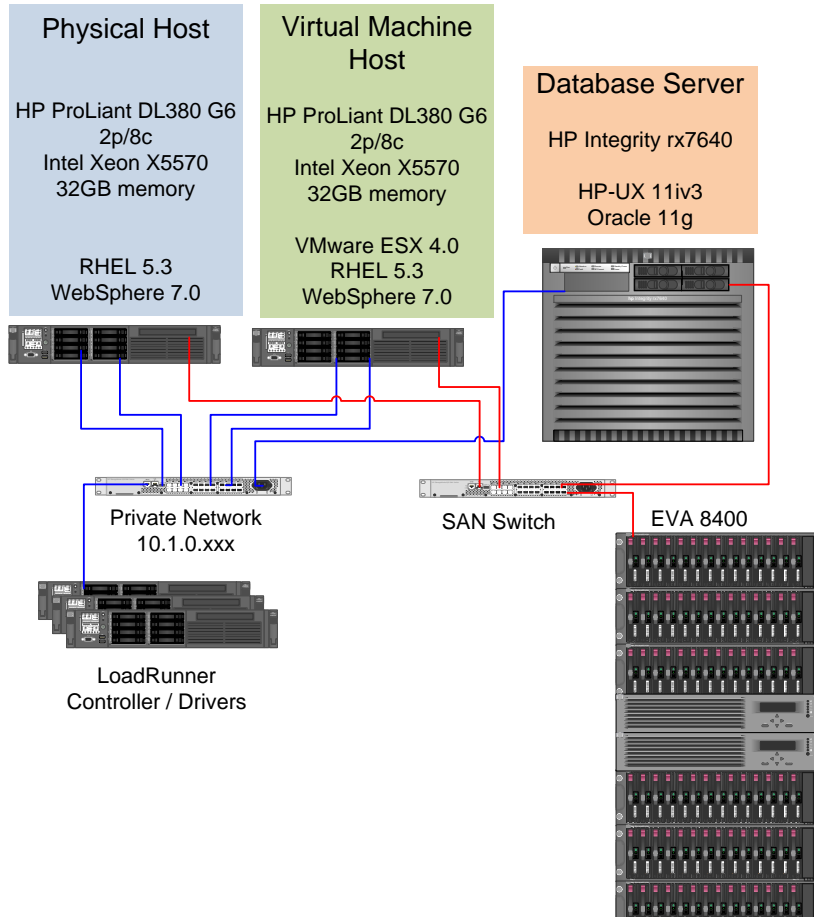 Physical Host
HP ProLiant DL380 G6
2p/8c
Intel Xeon X5570
32GB memory
RHEL 5.3
WebSphere 7.0
Virtual Machine
Host
HP ProLiant DL380 G6
2p/8c
Intel Xeon X5570
32GB memory
VMware ESX 4.0
RHEL 5.3
WebSphere 7.0
Database Server
HP Integrity rx7640
HP-UX 11iv3
Oracle 11g
hp Integrity rx7640
Private Network
10.1.0.xxx
SAN Switch
EVA 8400
LoadRunner
Controller / Drivers